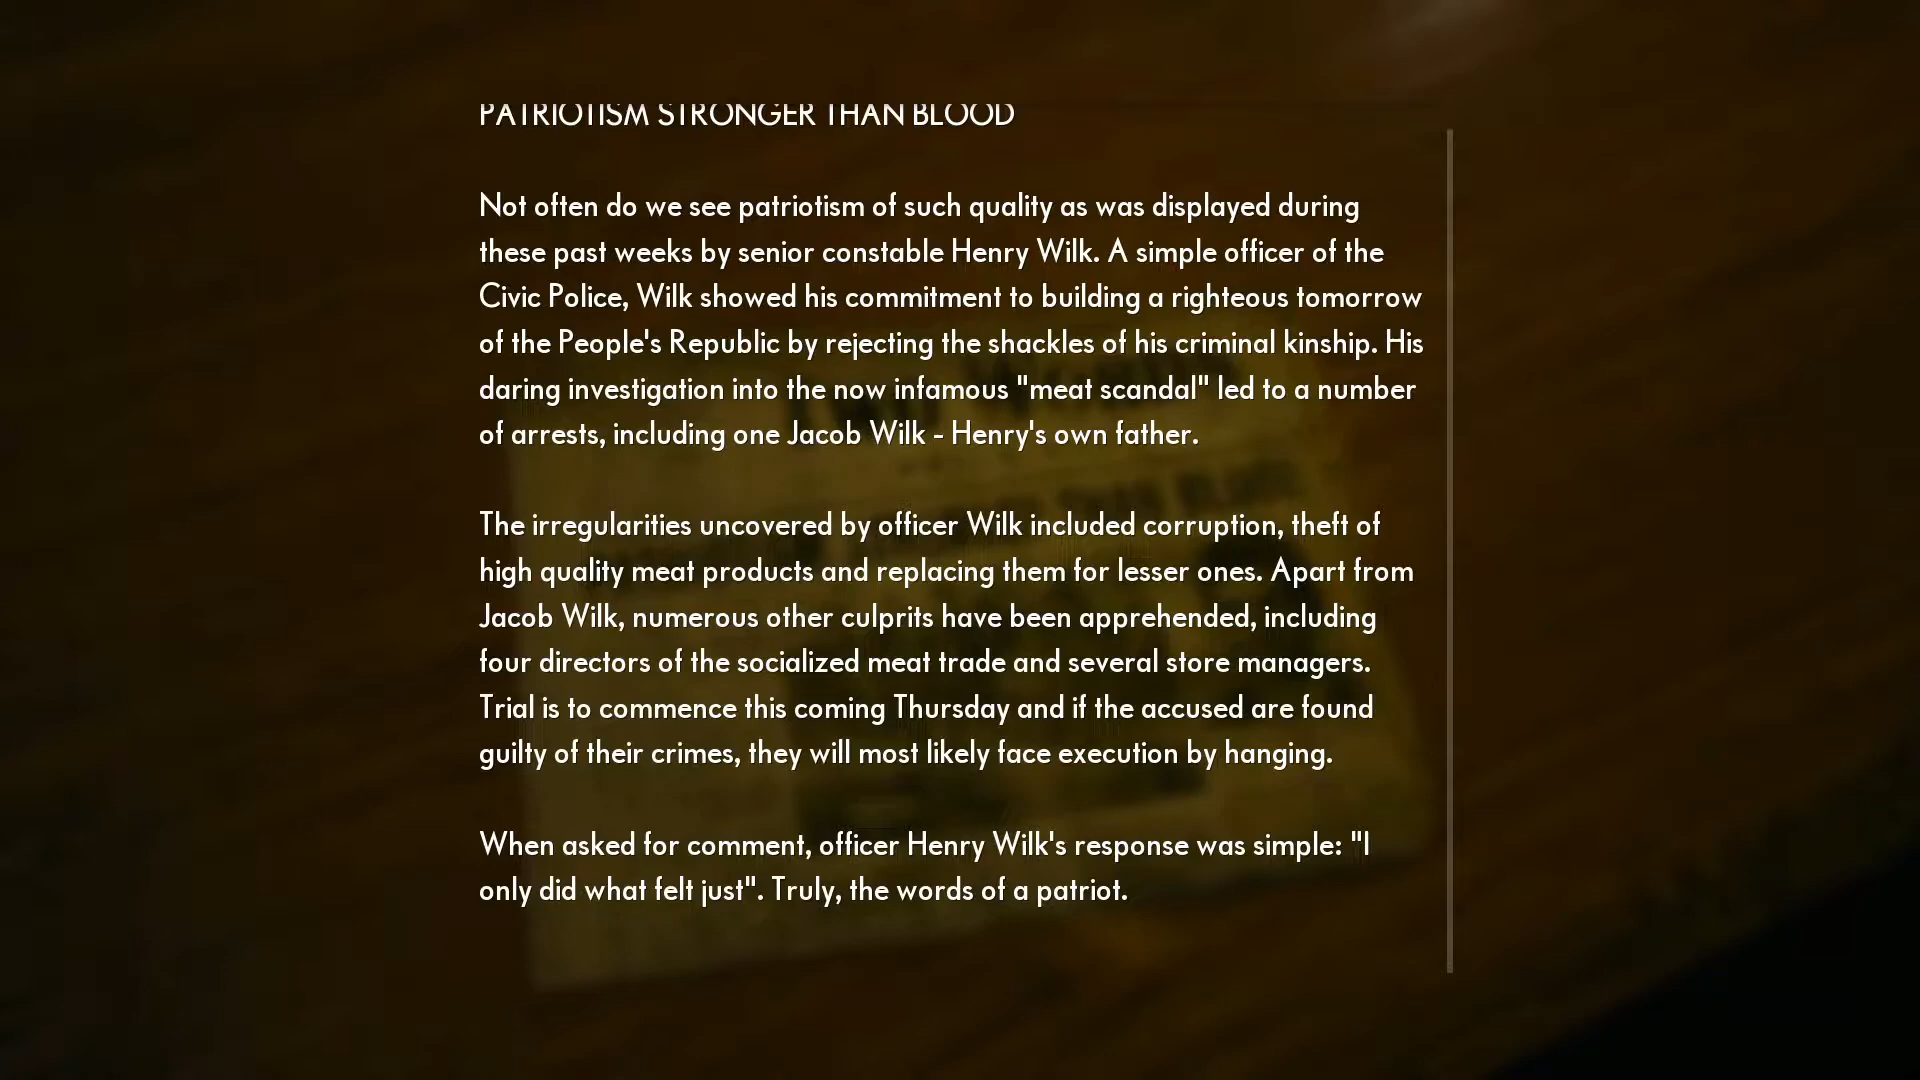 PATRIOTISM STRONGER THAN BLOOD
Not often do we see patriotism of such quality as was displayed during
these past weeks by senior constable Henry Wilk. A simple officer of the
Civic Police, Wilk showed his commitment to building a righteous tomorrow
of the People's Republic by rejecting the shackles of his criminal kinship. His
daring investigation into the now infamous "meat scandal" led to a number
of arrests, including one Jacob Wilk - Henry's own father.
The irregularities uncovered by officer Wilk included corruption, theft of
high quality meat products and replacing them for lesser ones. Apart from
Jacob Wilk, numerous other culprits have been apprehended, including
four directors of the socialized meat trade and several store managers.
Trial is to commence this coming Thursday and if the accused are found
guilty of their crimes, they will most likely face execution by hanging.
When asked for comment, officer Henry Wilk's response was simple: "I
only did what felt just". Truly, the words of a patriot.